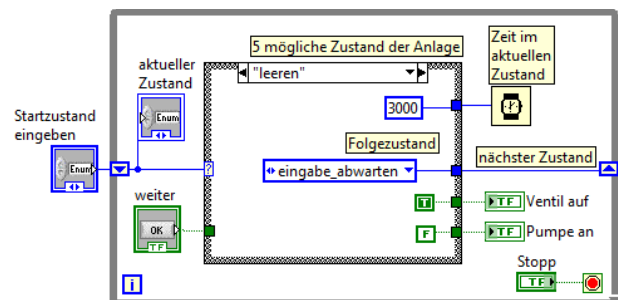 5 mögliche Zustand der Anlage
Zeit im
aktuellen
Zustand
aktueller
Zustand
"leeren"
Enum
3000
Startzustand
eingeben
Enum
Folgezustand
eingabe_abwarten
nächster Zustand
?
weiter
OK
TF
T
TF
Ventil auf
F
TF
Pumpe an
Stopp
TF
i